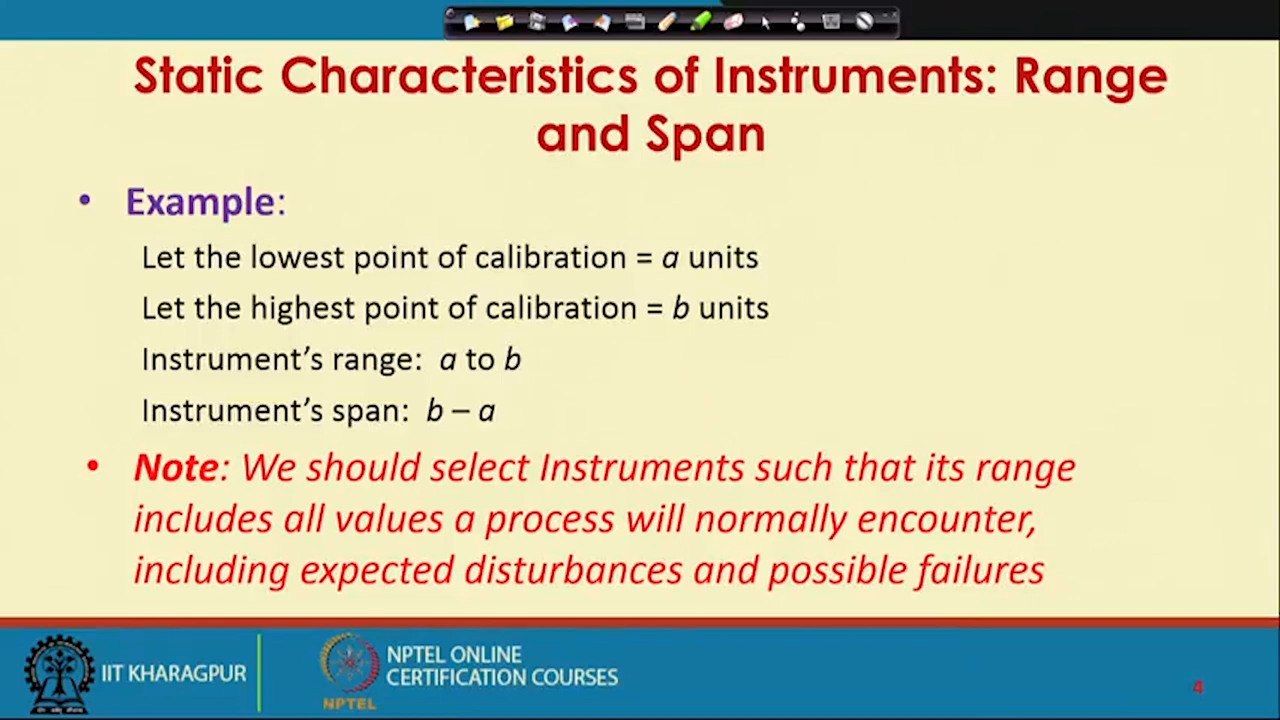 Static Characteristics of Instruments: Range
and Span
• Example:
Let the lowest point of calibration = a units
Let the highest point of calibration = b units
Instrument’s range: a to b
Instrument’s span: b – a
• Note: We should select Instruments such that its range
includes all values a process will normally encounter,
including expected disturbances and possible failures
IIT KHARAGPUR
NPTEL
NPTEL ONLINE
CERTIFICATION COURSES
4